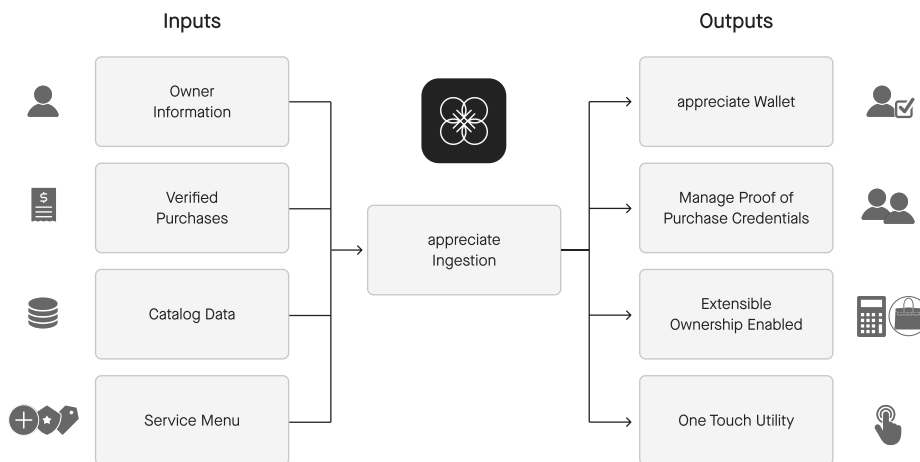 Inputs
Outputs
Owner
Information
Verified
Purchases
Catalog Data
Service Menu
appreciate
Ingestion
appreciate Wallet
Manage Proof of
Purchase Credentials
Extensible
Ownership Enabled
One Touch Utility
$